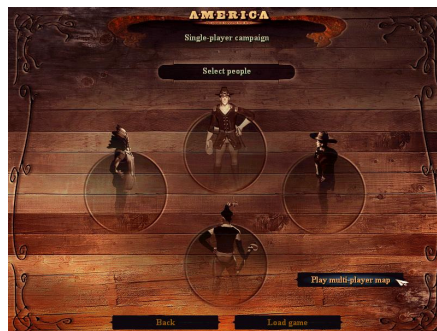 AMERICA
Single-player campaign
Select people
Play multi-player map
Back
Load game